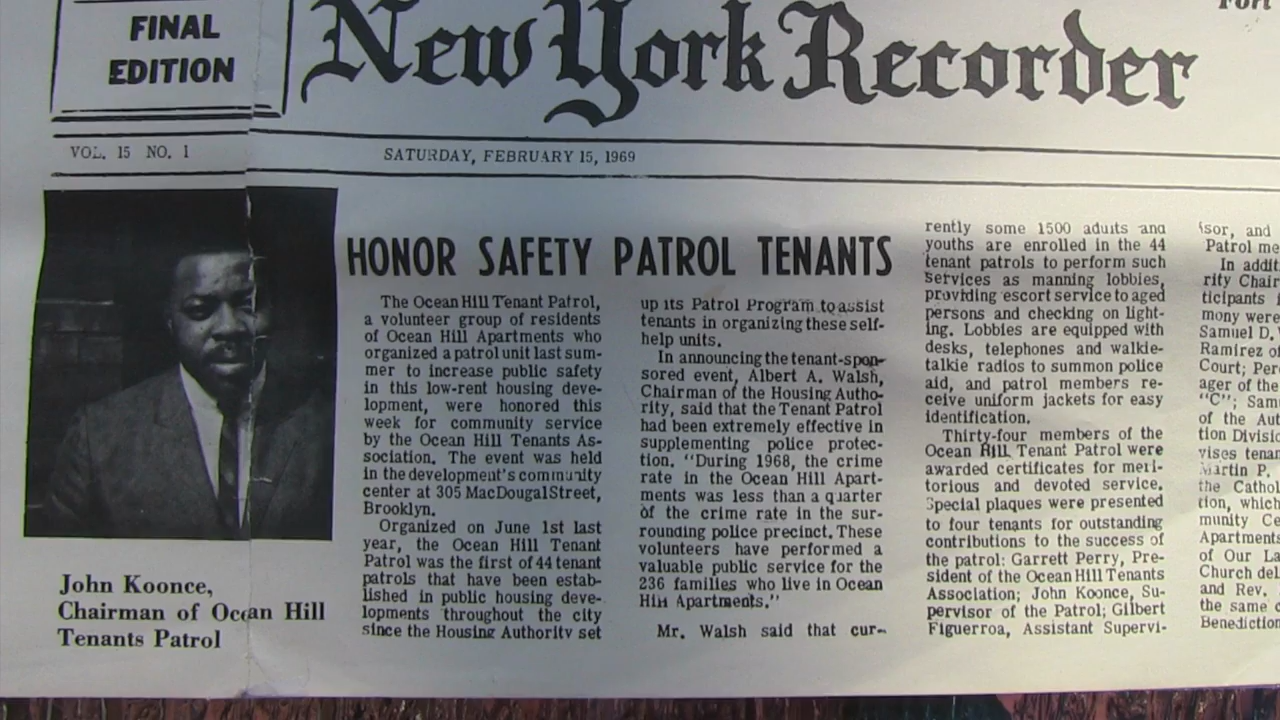 FINAL
EDITION
New York Recorder
VOL. 15 NO. 1
SATURDAY, FEBRUARY 15, 1969
John Koonce,
Chairman of Ocean Hill
Tenants Patrol
HONOR SAFETY PATROL TENANTS
The Ocean Hill Tenant Patrol,
a volunteer group of residents
of Ocean Hill Apartments who
organized a patrol unit last sum-
mer to increase public safety
in this low-rent housing deve-
lopment, were honored this
week for community service
by the Ocean Hill Tenants As-
sociation. The event was held
in the development's community
center at 305 MacDougal Street,
Brooklyn.
Organized on June 1st last
year, the Ocean Hill Tenant
Patrol was the first of 44 tenant
patrols that have been estab-
lished in public housing deve-
lopments throughout the city
since the Housing Authority set
up its Patrol Program to assist
tenants in organizing these self-
help units.
In announcing the tenant-spon-
sored event, Albert A. Walsh,
Chairman of the Housing Autho-
rity, said that the Tenant Patrol
had been extremely effective in
supplementing police protec-
tion. "During 1968, the crime
rate in the Ocean Hill Apart-
ments was less than a quarter
of the crime rate in the sur-
rounding police precinct. These
volunteers have performed a
valuable public service for the
236 families who live in Ocean
Hill Apartments."
Mr. Walsh said that cur-
rently some 1500 adults and
youths are enrolled in the 44
tenant patrols to perform such
services as manning lobbies,
providing escort service to aged
persons and checking on light-
ing. Lobbies are equipped with
desks, telephones and walkie-
talkie radios to summon police
aid, and patrol members re-
ceive uniform jackets for easy
identification.
Thirty-four members of the
Ocean Hill Tenant Patrol were
awarded certificates for meri-
torious and devoted service.
Special plaques were presented
to four tenants for outstanding
contributions to the success of
the patrol: Garrett Perry, Pre-
sident of the Ocean Hill Tenants
Association; John Koonce, Su-
pervisor of the Patrol; Gilbert
Figuerroa, Assistant Supervi-
sor, and
Patrol me
In addit
rity Chair
ticipants
mony were
Samuel D.
Ramirez of
Court; Per
ager of the
"C"; Sam
of the Aut
tion Divisio
vises tenan
Martin P.
the Cathol
tion, which
munity Ce
Apartments
of Our La
Church del
and Rev.
the same c
Benediction